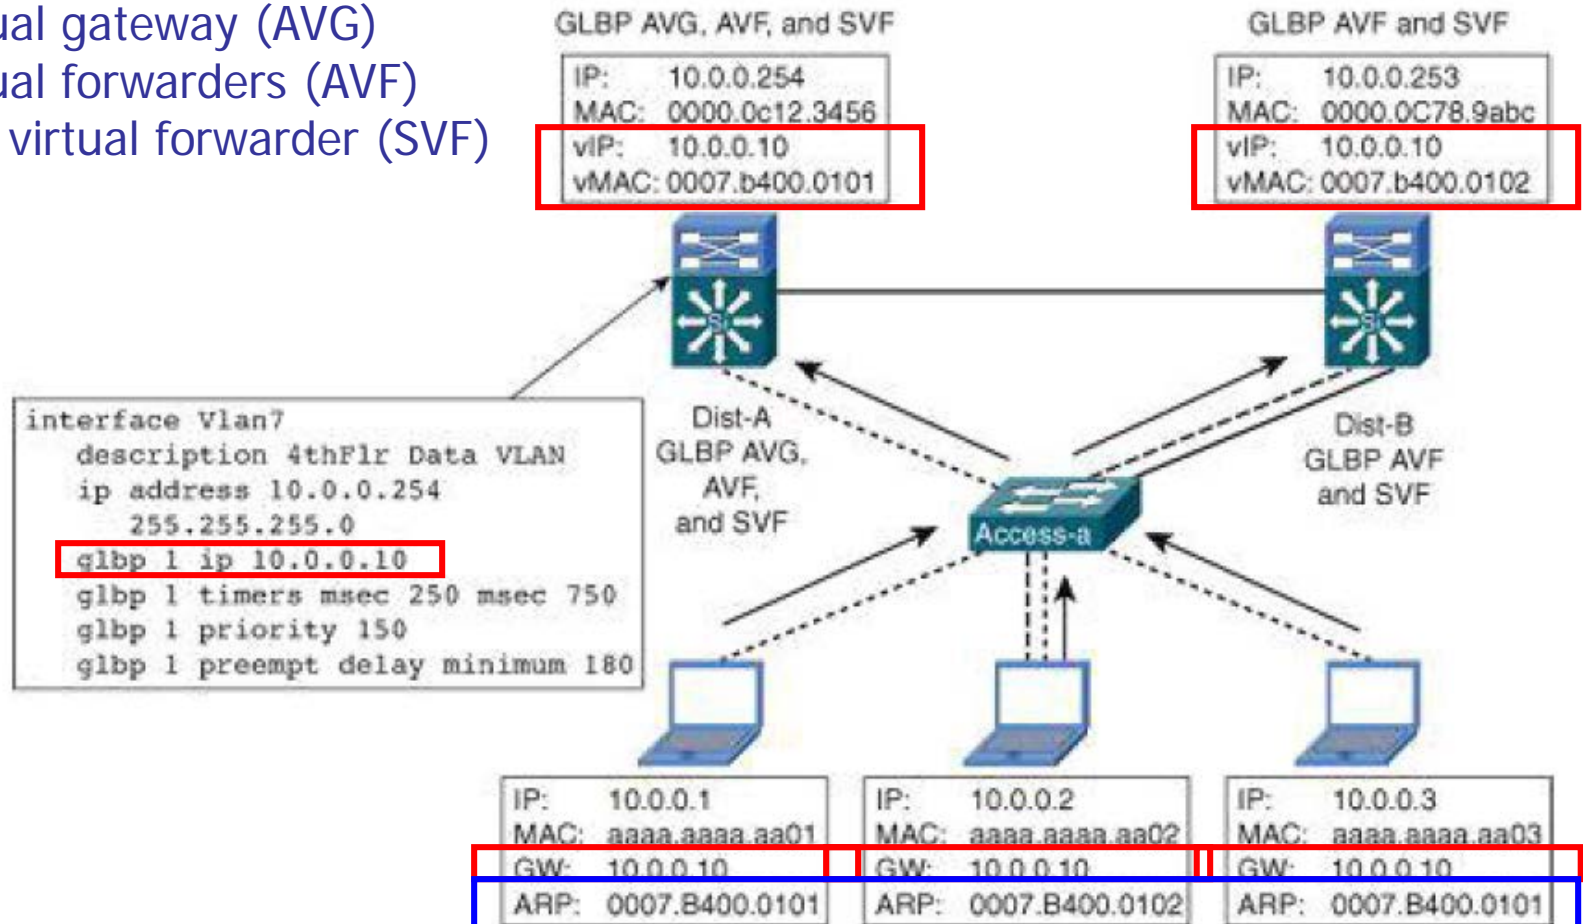 ual gateway (AVG)
ual forwarders (AVF)
virtual forwarder (SVF)
GLBP AVG, AVF, and SVF
IP: 10.0.0.254
MAC: 0000.0c12.3456
vIP: 10.0.0.10
vMAC: 0007.b400.0101
GLBP AVF and SVF
IP: 10.0.0.253
MAC: 0000.0C78.9abc
vIP: 10.0.0.10
vMAC: 0007.b400.0102
Si
Si
interface Vlan7
description 4thFlr Data VLAN
ip address 10.0.0.254
255.255.255.0
glbp 1 ip 10.0.0.10
glbp 1 timers msec 250 msec 750
glbp 1 priority 150
glbp 1 preempt delay minimum 180
Dist-A
GLBP AVG,
AVF,
and SVF
Dist-B
GLBP AVF
and SVF
Access-a
IP: 10.0.0.1
MAC: aaaa.aaaa.aa01
GW: 10.0.0.10
ARP: 0007.B400.0101
IP: 10.0.0.2
MAC: aaaa.aaaa.aa02
GW: 10.0.0.10
ARP: 0007.B400.0102
IP: 10.0.0.3
MAC: aaaa.aaaa.aa03
GW: 10.0.0.10
ARP: 0007.B400.0101